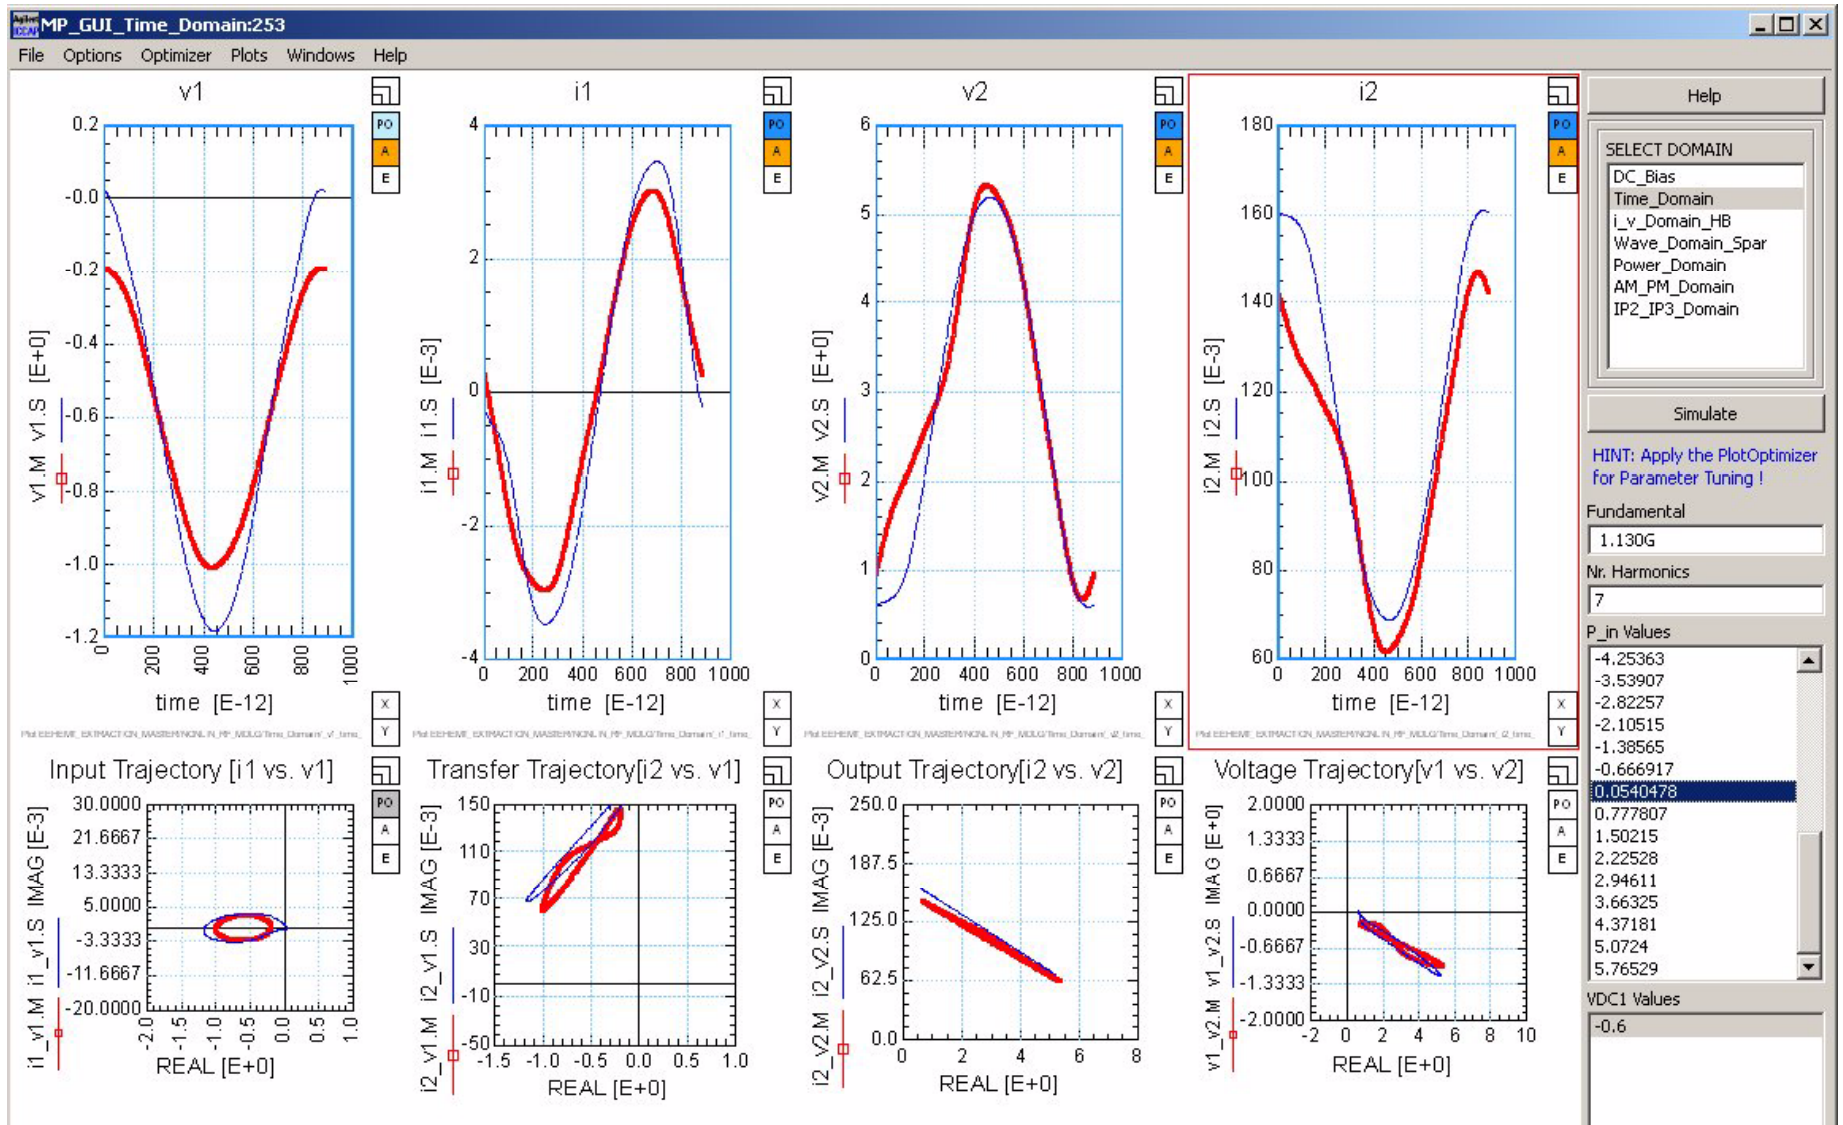 Agilent
ICCAP
MP_GUI_Time_Domain:253
File Options Optimizer Plots Windows Help
v1
PO
A
E
0.2
-0.0
-0.2
-0.4
-0.6
-0.8
-1.0
-1.2
v1.M v1.S [E+0]
0 200 400 600 800 1000
time [E-12]
X
Y
i1
PO
A
E
4
2
0
-2
-4
i1.M i1.S [E-3]
0 200 400 600 800 1000
time [E-12]
X
Y
v2
PO
A
E
6
5
4
3
2
1
0
v2.M v2.S [E+0]
0 200 400 600 800 1000
time [E-12]
X
Y
i2
PO
A
E
180
160
140
120
100
80
60
i2.M i2.S [E-3]
0 200 400 600 800 1000
time [E-12]
X
Y
Input Trajectory [i1 vs. v1]
PO
A
E
30.0000
21.6667
13.3333
5.0000
-3.3333
-11.6667
-20.0000
i1_v1.M i1_v1.S IMAG [E-3]
-2.0 -1.5 -1.0 -0.5 0.0 0.5 1.0
REAL [E+0]
Transfer Trajectory[i2 vs. v1]
PO
A
E
150
110
70
30
-10
-50
i2_v1.M i2_v1.S IMAG [E-3]
-1.5 -1.0 -0.5 0.0 0.5 1.0
REAL [E+0]
Output Trajectory[i2 vs. v2]
PO
A
E
250.0
187.5
125.0
62.5
0.0
i2_v2.M i2_v2.S IMAG [E-3]
0 2 4 6 8
REAL [E+0]
Voltage Trajectory[v1 vs. v2]
PO
A
E
2.0000
1.3333
0.6667
0.0000
-0.6667
-1.3333
-2.0000
v1_v2.M v1_v2.S IMAG [E+0]
-2 0 2 4 6 8 10
REAL [E+0]
Help
SELECT DOMAIN
DC_Bias
Time_Domain
i_v_Domain_HB
Wave_Domain_Spar
Power_Domain
AM_PM_Domain
IP2_IP3_Domain
Simulate
HINT: Apply the PlotOptimizer
for Parameter Tuning !
Fundamental
1.130G
Nr. Harmonics
7
P_in Values
-4.25363
-3.53907
-2.82257
-2.10515
-1.38565
-0.666917
0.0540478
0.777807
1.50215
2.22528
2.94611
3.66325
4.37181
5.0724
5.76529
VDC1 Values
-0.6